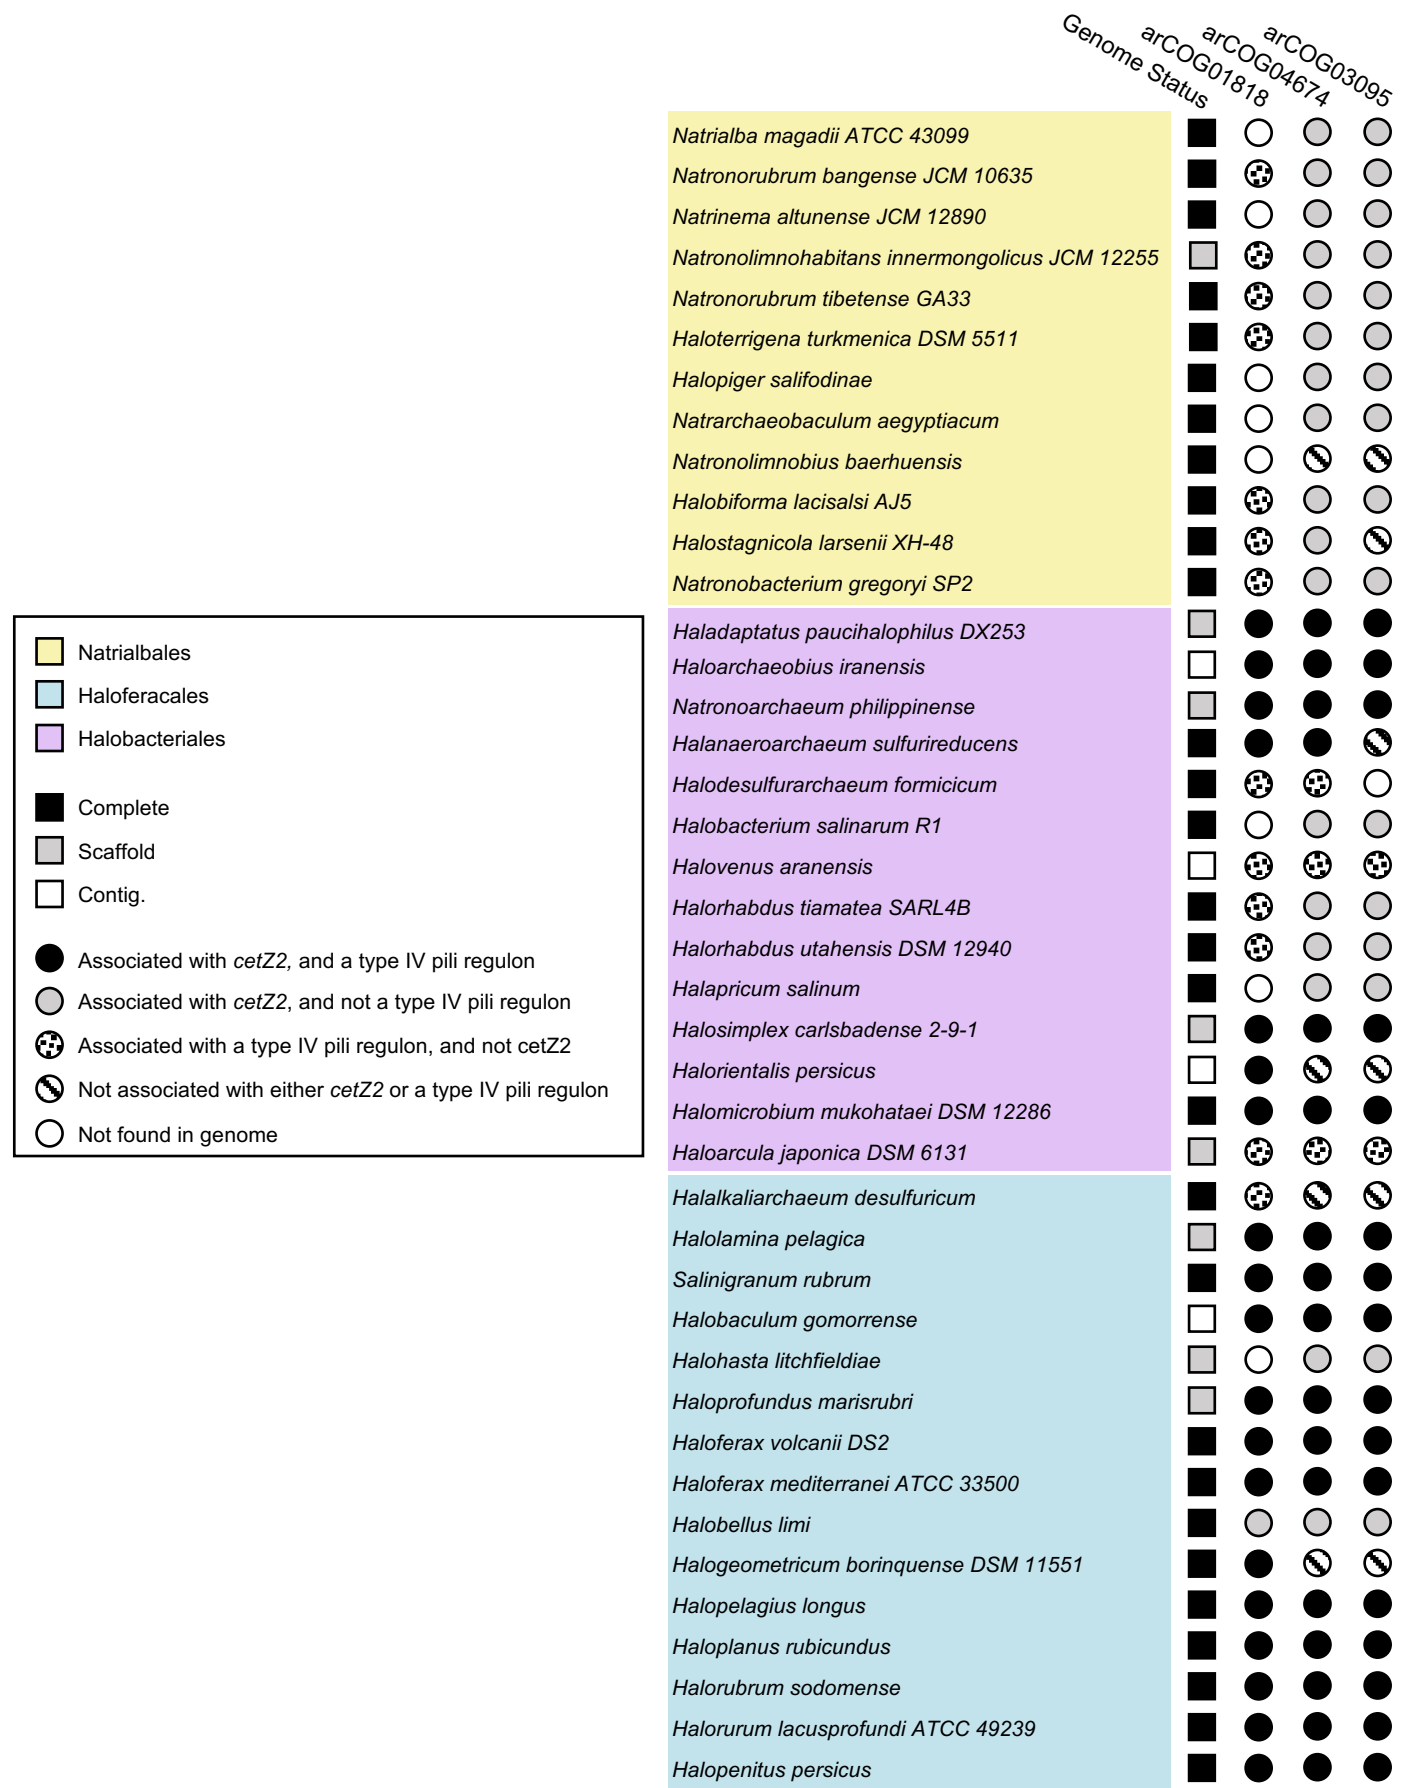 Genome Status
arCOG01818
arCOG04674
arCOG03095
Natrialba magadii ATCC 43099
Natronorubrum bangense JCM 10635
Natrinema altunense JCM 12890
Natronolimnohabitans innermongolicus JCM 12255
Natronorubrum tibetense GA33
Haloterrigena turkmenica DSM 5511
Halopiger salifodinae
Natrarchaeobaculum aegyptiacum
Natronolimnobius baerhuensis
Halobiforma lacisalsi AJ5
Halostagnicola larsenii XH-48
Natronobacterium gregoryi SP2
Haladaptatus paucihalophilus DX253
Haloarchaeobius iranensis
Natronoarchaeum philippinense
Halanaeroarchaeum sulfurireducens
Halodesulfurarchaeum formicicum
Halobacterium salinarum R1
Halovenus aranensis
Halorhabdus tiamatea SARL4B
Halorhabdus utahensis DSM 12940
Halapricum salinum
Halosimplex carlsbadense 2-9-1
Halorientalis persicus
Halomicrobium mukohataei DSM 12286
Haloarcula japonica DSM 6131
Halalkaliarchaeum desulfuricum
Halolamina pelagica
Salinigranum rubrum
Halobaculum gomorrense
Halohasta litchfieldiae
Haloprofundus marisrubri
Haloferax volcanii DS2
Haloferax mediterranei ATCC 33500
Halobellus limi
Halogeometricum borinquense DSM 11551
Halopelagius longus
Haloplanus rubicundus
Halorubrum sodomense
Halorurum lacusprofundi ATCC 49239
Halopenitus persicus
Natrialbales
Haloferacales
Halobacteriales
Complete
Scaffold
Contig.
Associated with cetZ2, and a type IV pili regulon
Associated with cetZ2, and not a type IV pili regulon
Associated with a type IV pili regulon, and not cetZ2
Not associated with either cetZ2 or a type IV pili regulon
Not found in genome